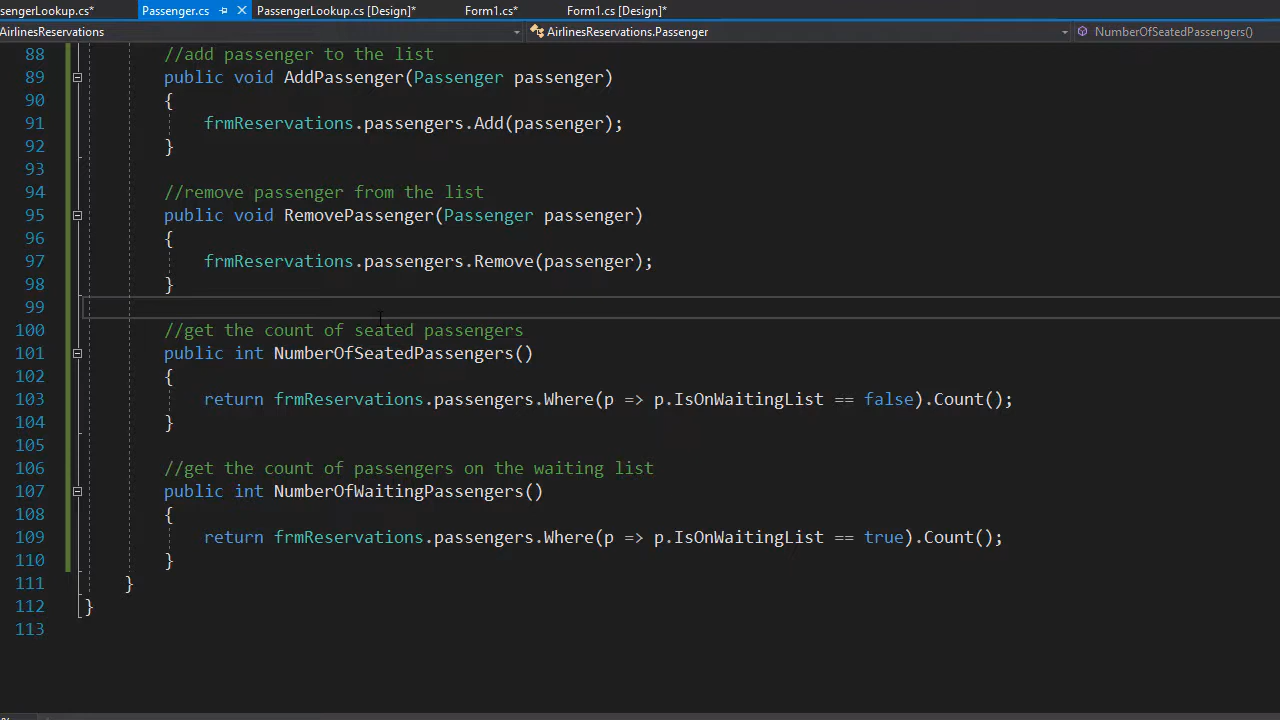 sengerLookup.cs* Passenger.cs PassengerLookup.cs [Design]* Form1.cs* Form1.cs [Design]*
AirlinesReservations AirlinesReservations.Passenger NumberOfSeatedPassengers()
88 //add passenger to the list
89 public void AddPassenger(Passenger passenger)
90 {
91 frmReservations.passengers.Add(passenger);
92 }
93
94 //remove passenger from the list
95 public void RemovePassenger(Passenger passenger)
96 {
97 frmReservations.passengers.Remove(passenger);
98 }
99
100 //get the count of seated passengers
101 public int NumberOfSeatedPassengers()
102 {
103 return frmReservations.passengers.Where(p => p.IsOnWaitingList == false).Count();
104 }
105
106 //get the count of passengers on the waiting list
107 public int NumberOfWaitingPassengers()
108 {
109 return frmReservations.passengers.Where(p => p.IsOnWaitingList == true).Count();
110 }
111 }
112 }
113